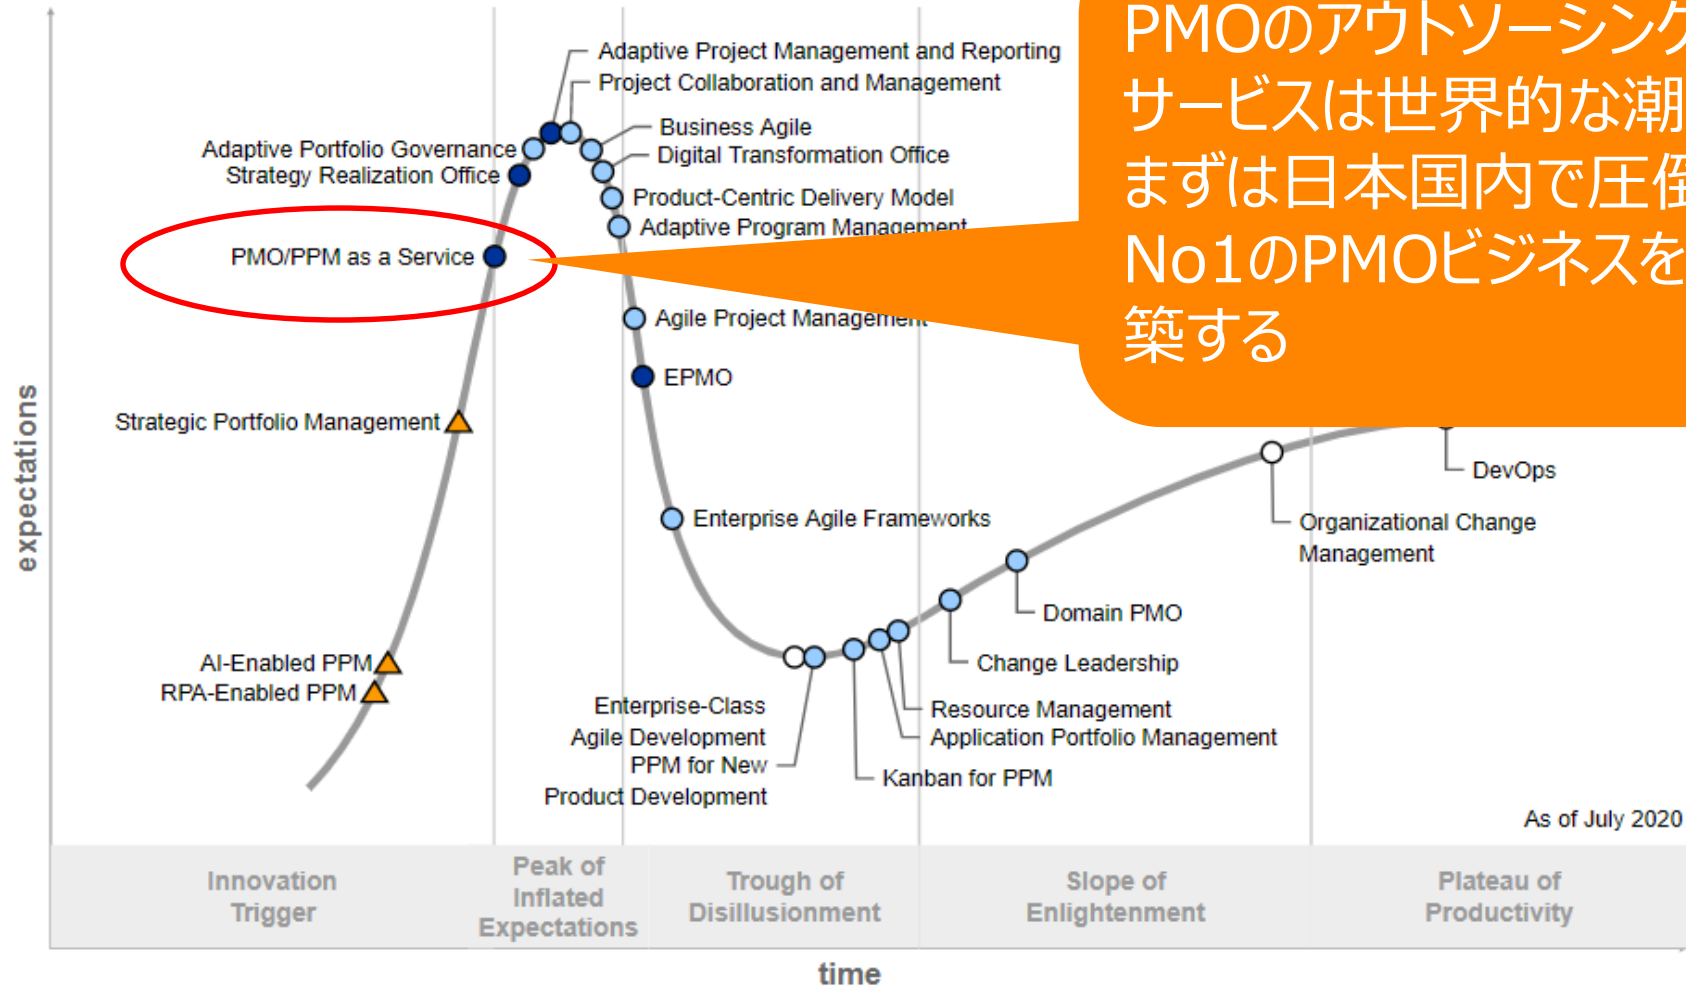 PMOのアウトソーシング
サービスは世界的な潮
まずは日本国内で圧倒
No1のPMOビジネスを
築する
Adaptive Project Management and Reporting
Project Collaboration and Management
Business Agile
Digital Transformation Office
Adaptive Portfolio Governance
Strategy Realization Office
Product-Centric Delivery Model
Adaptive Program Management
PMO/PPM as a Service
Agile Project Management
EPMO
Strategic Portfolio Management
DevOps
Enterprise Agile Frameworks
Organizational Change
Management
Domain PMO
AI-Enabled PPM
RPA-Enabled PPM
Change Leadership
Enterprise-Class
Agile Development
PPM for New
Product Development
Resource Management
Application Portfolio Management
Kanban for PPM
As of July 2020
expectations
Innovation
Trigger
Peak of
Inflated
Expectations
Trough of
Disillusionment
Slope of
Enlightenment
Plateau of
Productivity
time